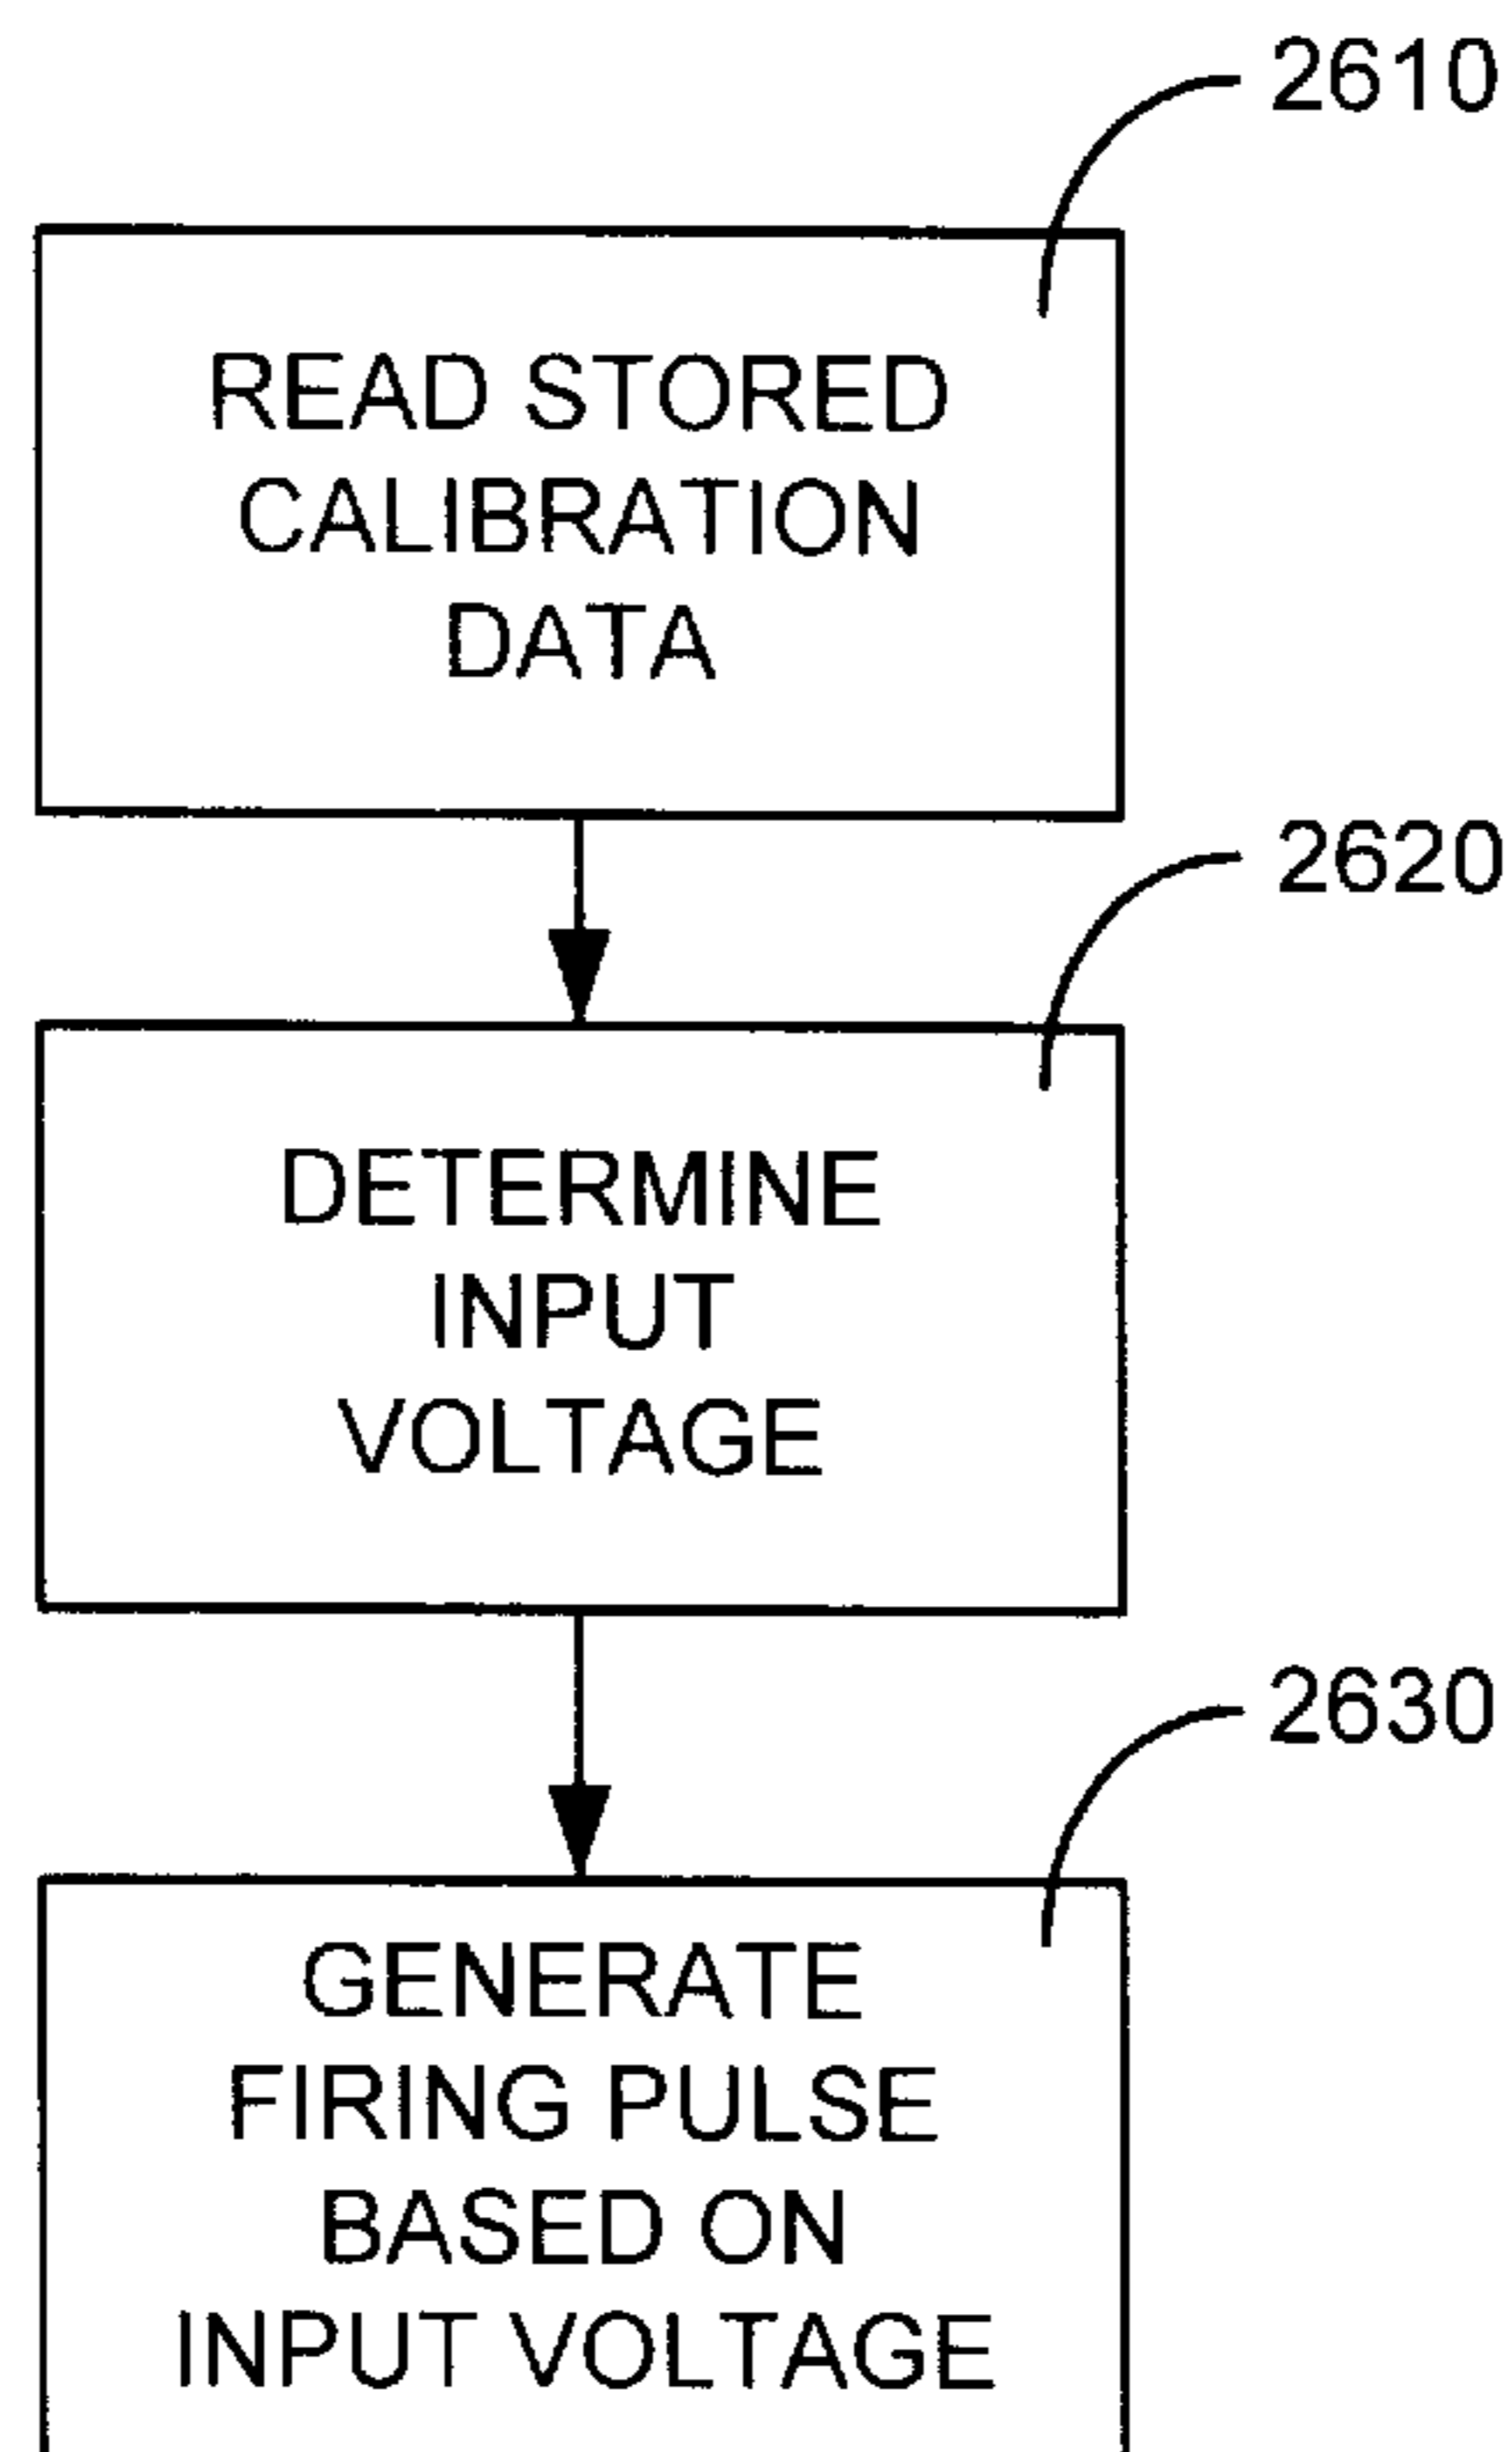 2610
READ STORED
CALIBRATION
DATA
2620
DETERMINE
INPUT
VOLTAGE
2630
GENERATE
FIRING PULSE
BASED ON
INPUT VOLTAGE